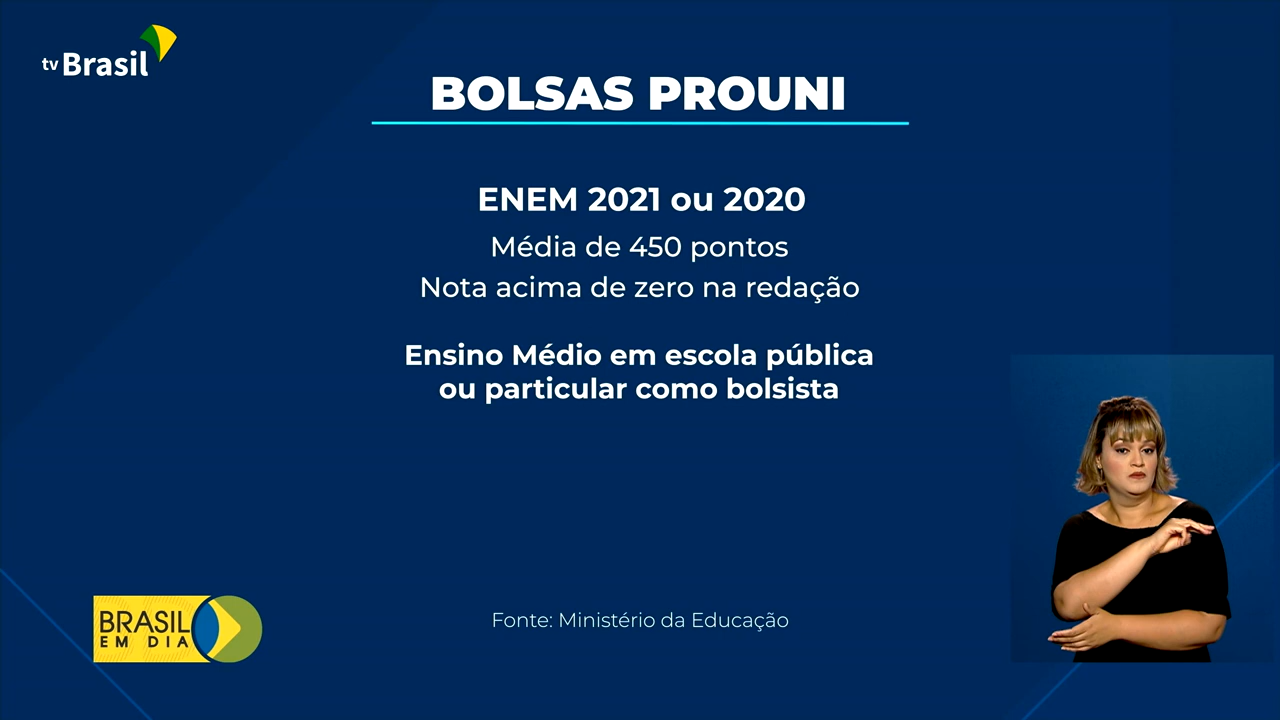 tv Brasil
BOLSAS PROUNI
ENEM 2021 ou 2020
Média de 450 pontos
Nota acima de zero na redação
Ensino Médio em escola pública
ou particular como bolsista
BRASIL
EM DIA
Fonte: Ministério da Educação